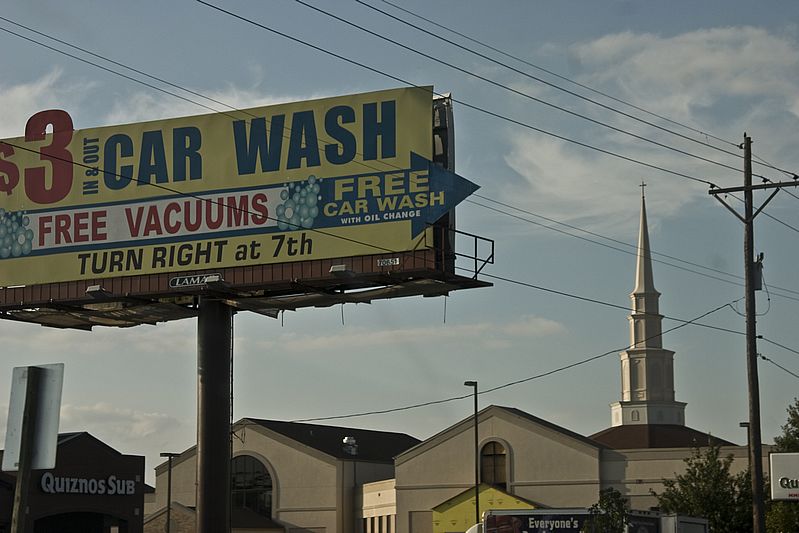 $3 IN & OUT CAR WASH
FREE VACUUMS
FREE
CAR WASH
WITH OIL CHANGE
TURN RIGHT at 7th
LAMAR
QUIZNOS SUB
Everyone's
Qu